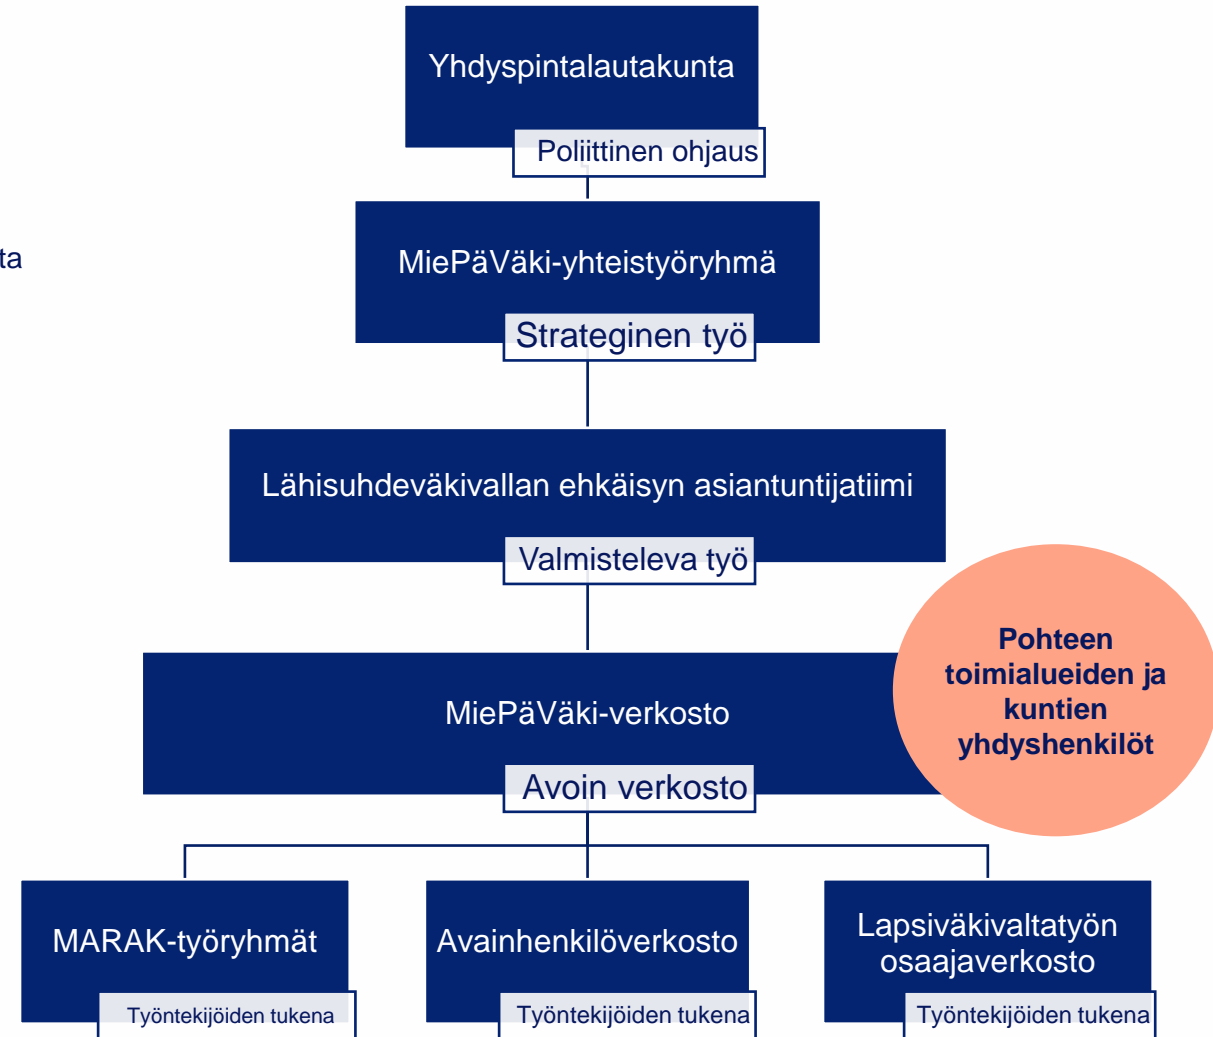 Yhdyspintalautakunta
Poliittinen ohjaus
ta
MiePäVäki-yhteistyöryhmä
Strateginen työ
Lähisuhdeväkivallan ehkäisyn asiantuntijatiimi
Valmisteleva työ
Pohteen
toimialueiden ja
kuntien
yhdyshenkilöt
MiePäVäki-verkosto
Avoin verkosto
MARAK-työryhmät
Työntekijöiden tukena
Avainhenkilöverkosto
Työntekijöiden tukena
Lapsiväkivaltatyön
osaajaverkosto
Työntekijöiden tukena